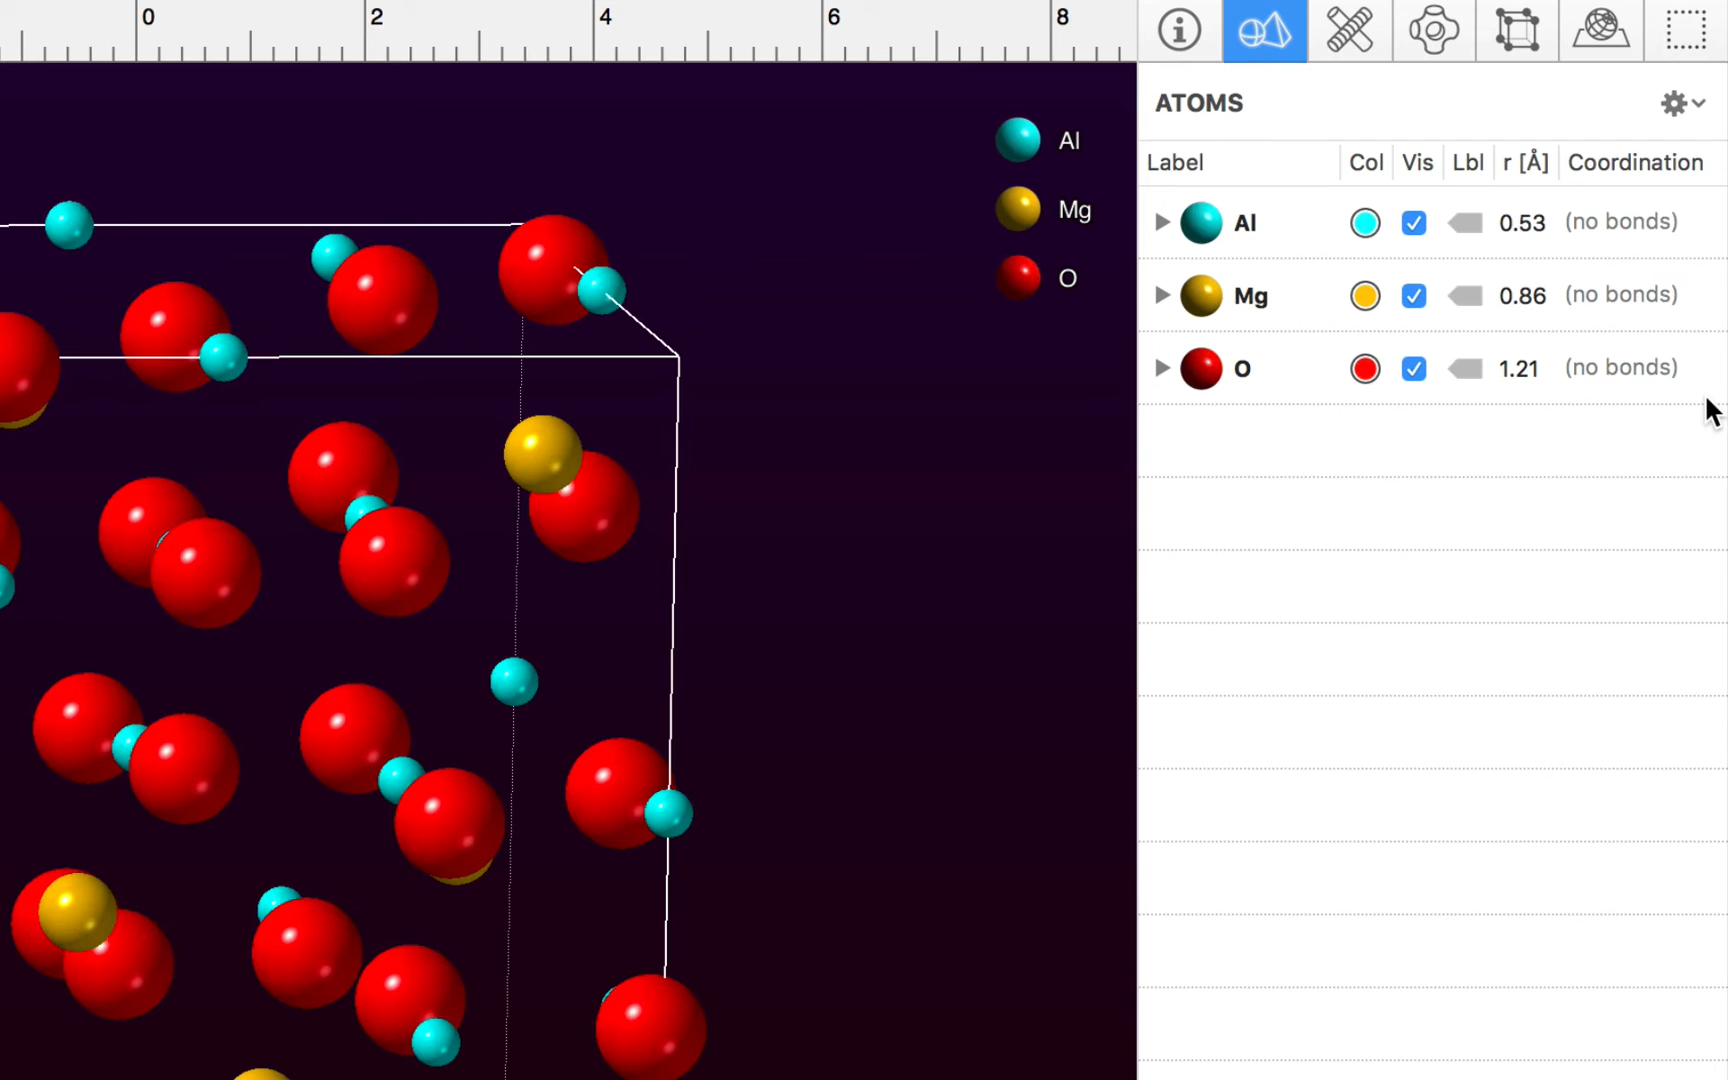 0 2 4 6 8
ATOMS
Label Col Vis Lbl r [Å] Coordination
Al 0.53 (no bonds)
Mg 0.86 (no bonds)
O 1.21 (no bonds)
Al
Mg
O